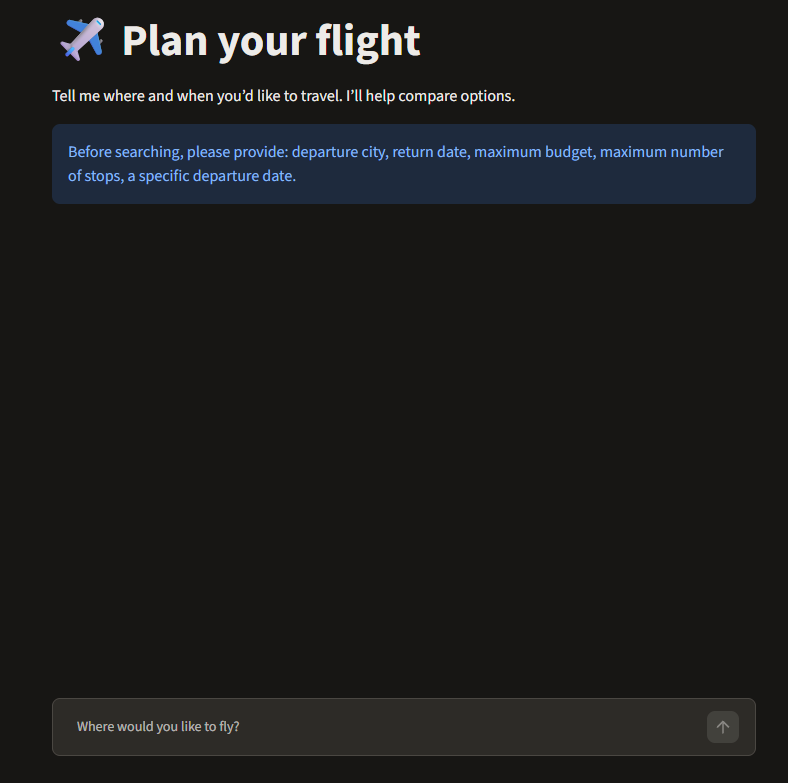 Plan your flight
Tell me where and when you’d like to travel. I’ll help compare options.
Before searching, please provide: departure city, return date, maximum budget, maximum number
of stops, a specific departure date.
Where would you like to fly?